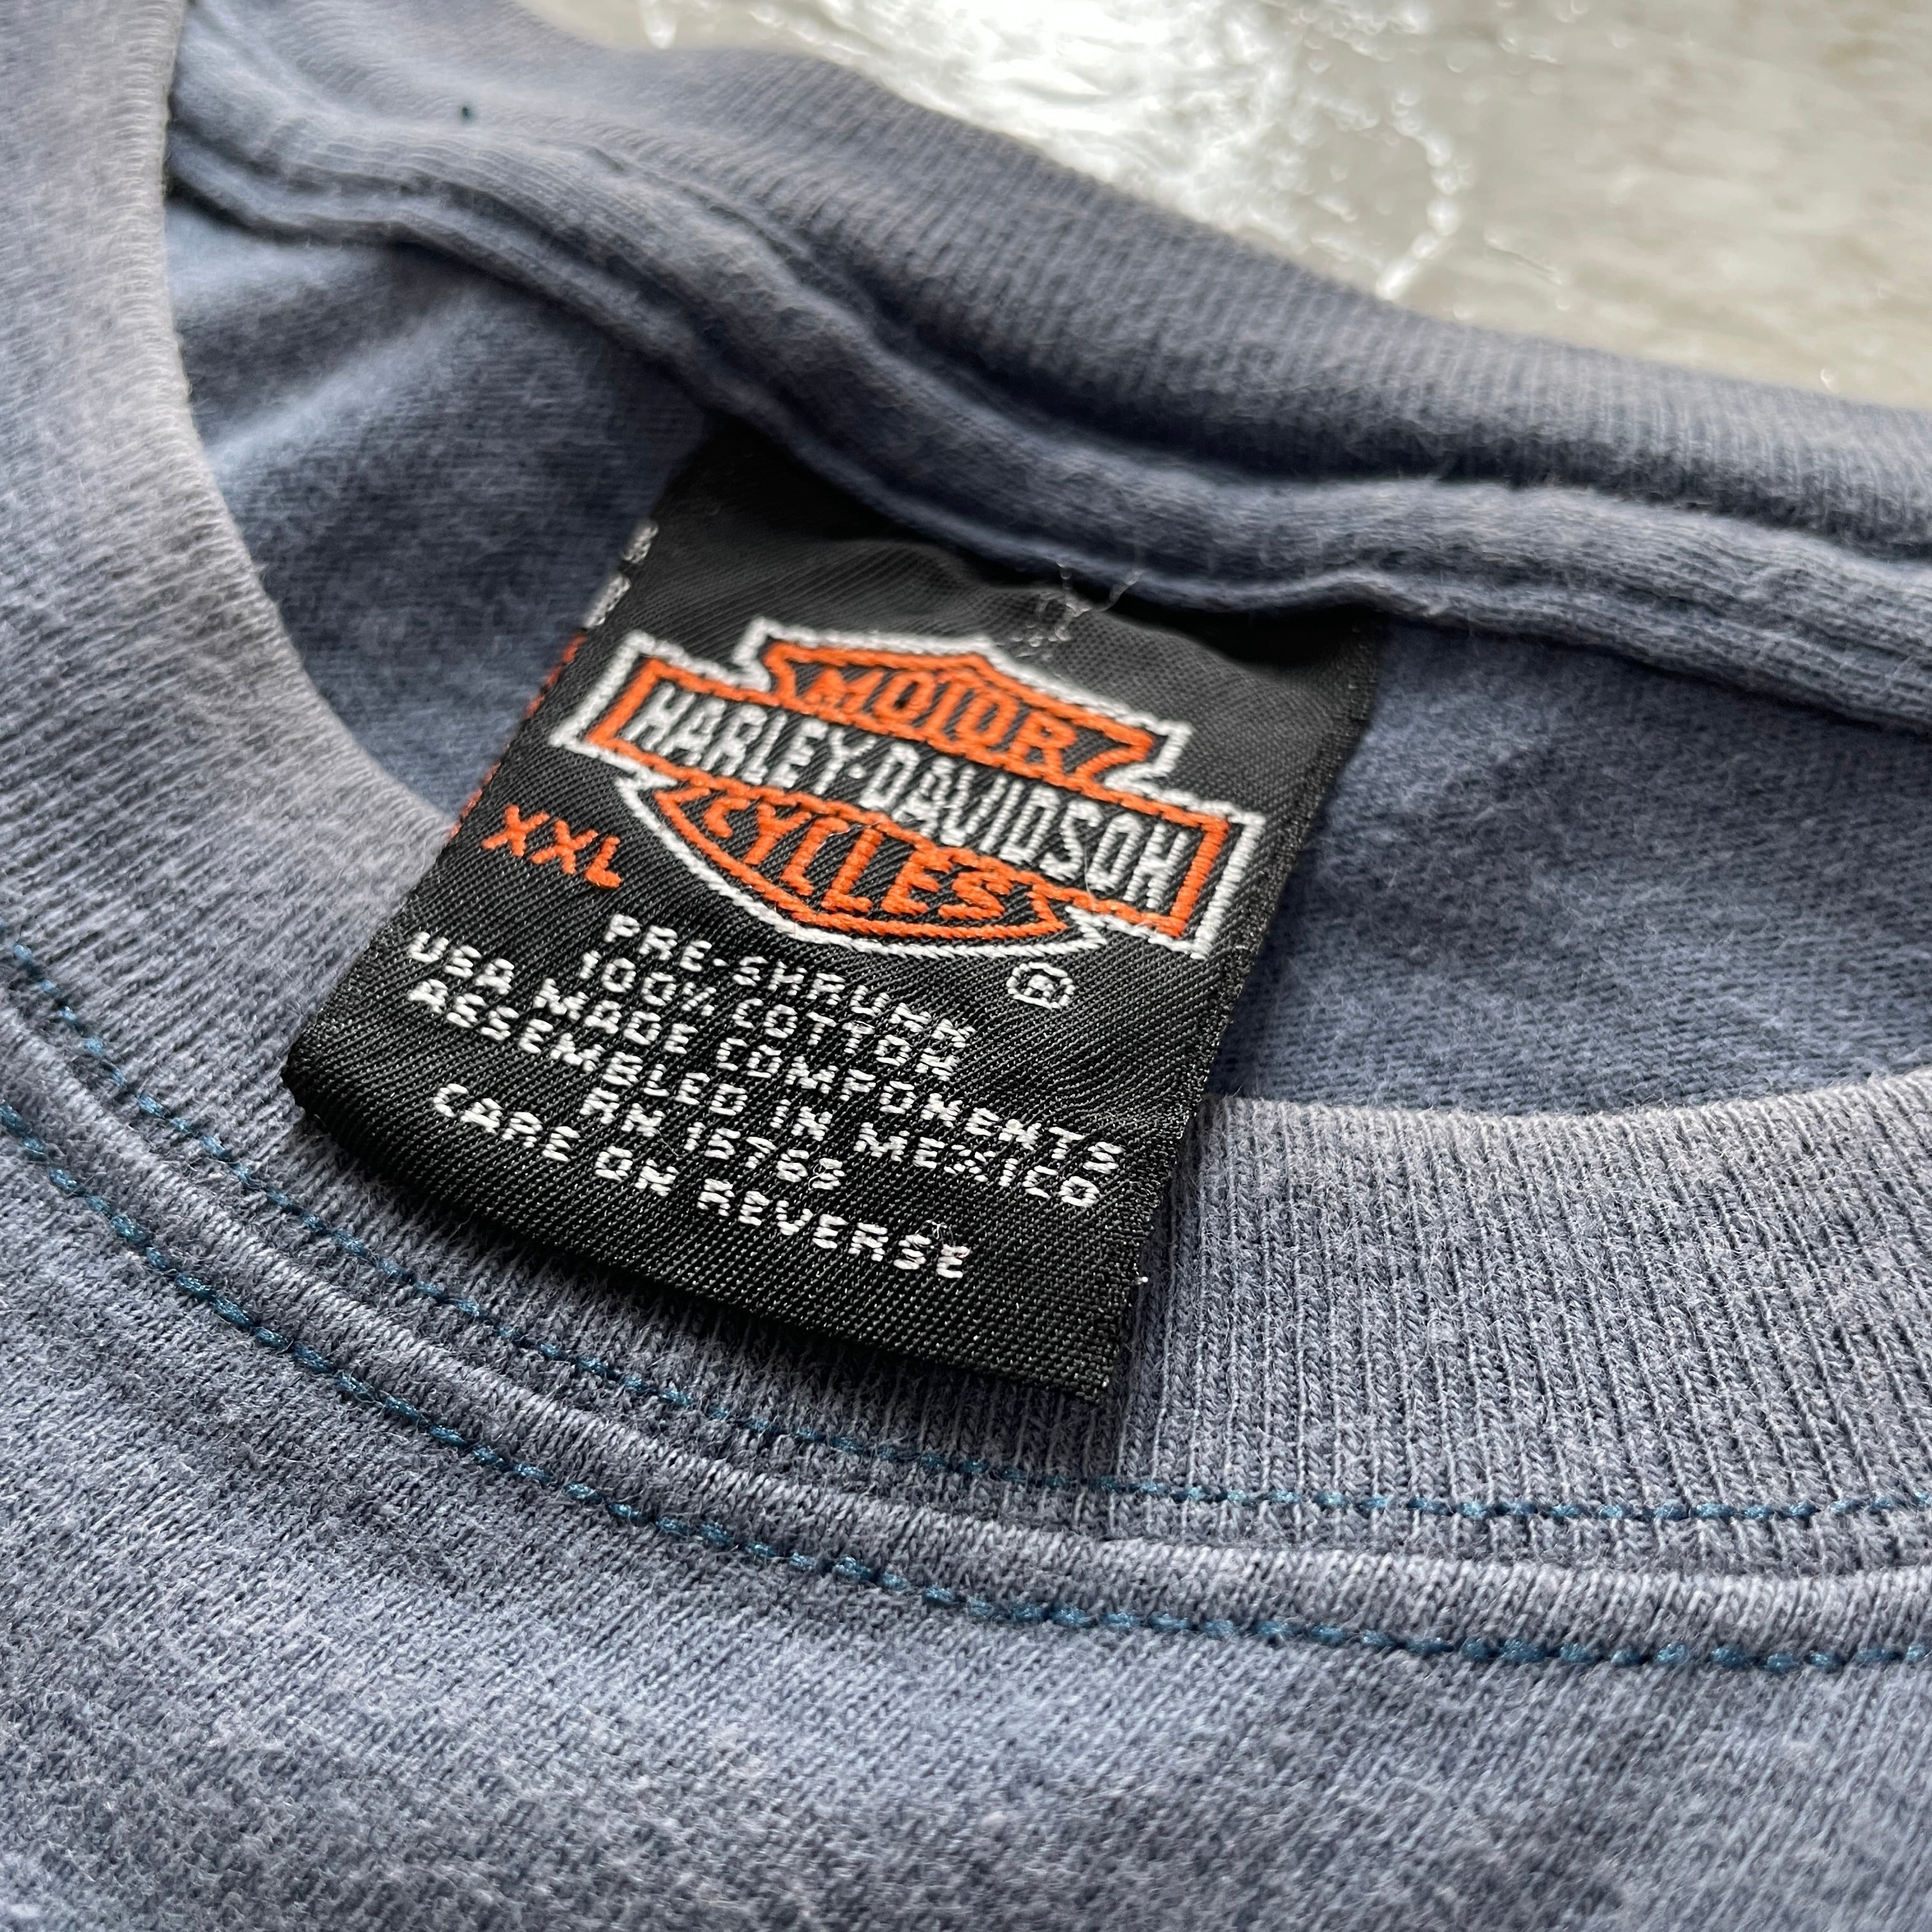 MOTOR
HARLEY-DAVIDSON
CYCLES
®
XXL
PRE-SHRUNK
100% COTTON
USA MADE COMPONENTS
ASSEMBLED IN MEXICO
RN 15763
CARE ON REVERSE